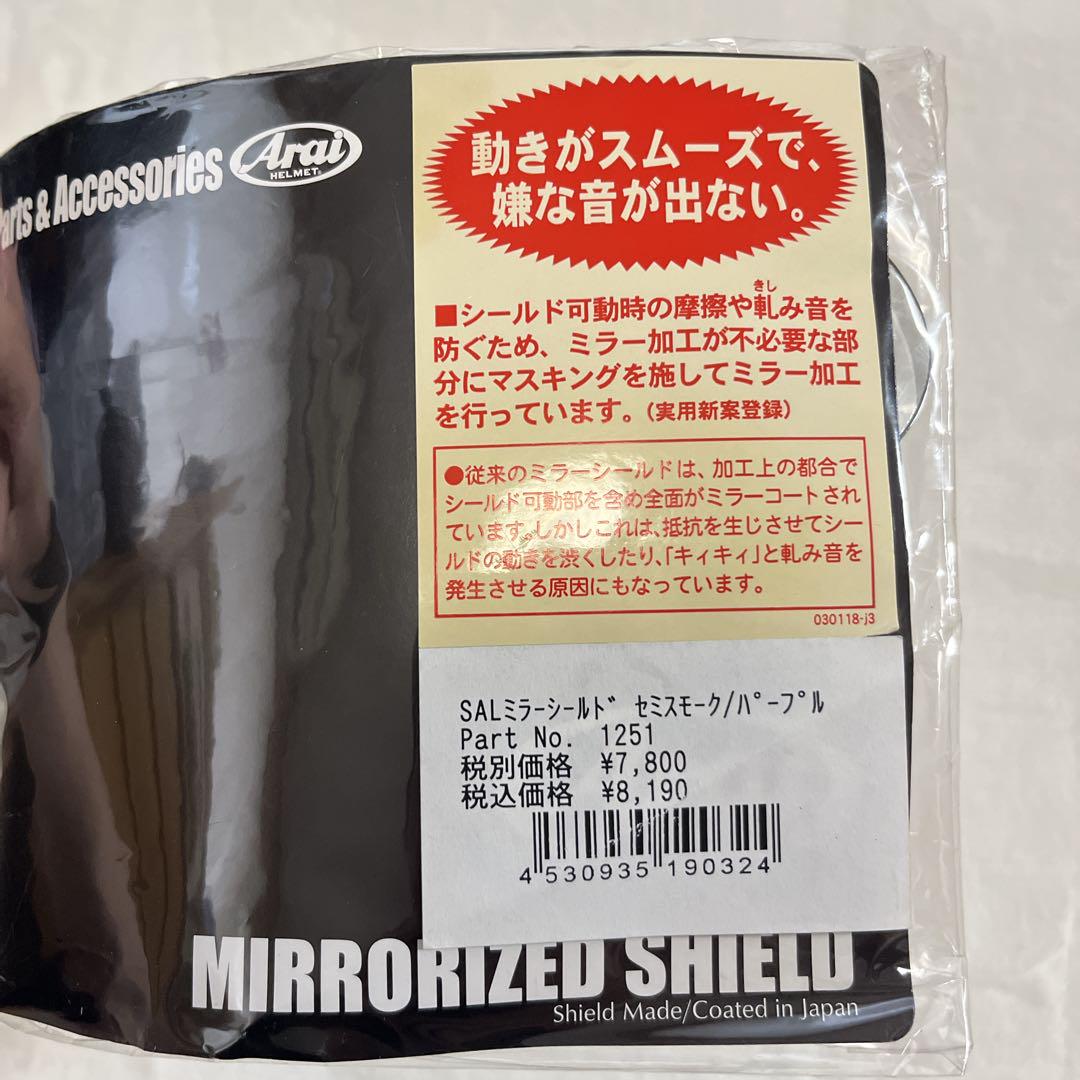 Parts & Accessories Arai
HELMET
動きがスムーズで、
嫌な音が出ない。
■シールド可動時の摩擦や軋み音を
きし
防ぐため、ミラー加工が不必要な部
分にマスキングを施してミラー加工
を行っています。(実用新案登録)
●従来のミラーシールドは、加工上の都合で
シールド可動部を含め全面がミラーコートされ
ています。しかしこれは、抵抗を生じさせてシー
ルドの動きを渋くしたり、「キィキィ」と軋み音を
発生させる原因にもなっています。
030118-j3
SALﾐﾗｰｼｰﾙﾄﾞ ｾﾐｽﾓｰｸ/ﾊﾟｰﾌﾟﾙ
Part No. 1251
税別価格 ¥7,800
税込価格 ¥8,190
4 530935 190324
MIRRORIZED SHIELD
Shield Made/Coated in Japan